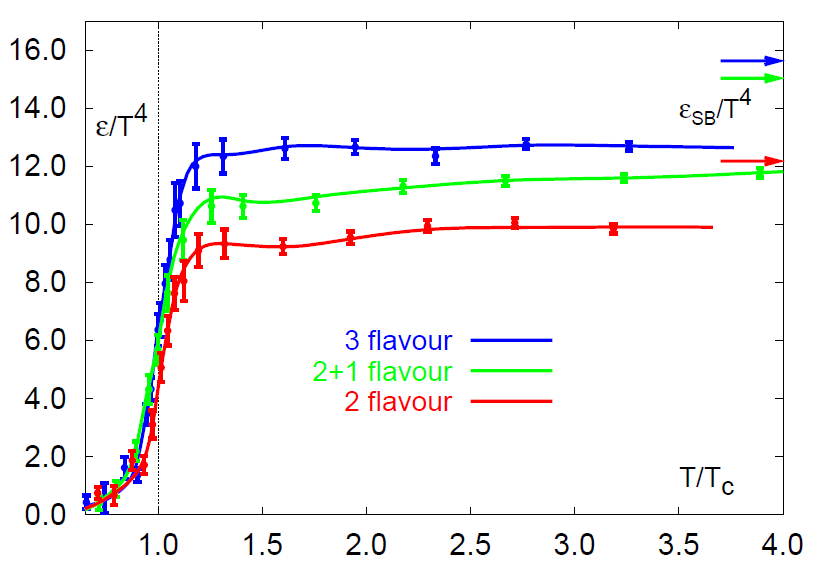 16.0
14.0
12.0
10.0
8.0
6.0
4.0
2.0
0.0
ε/T⁴
ε_SB/T⁴
3 flavour
2+1 flavour
2 flavour
T/T_c
1.0 1.5 2.0 2.5 3.0 3.5 4.0